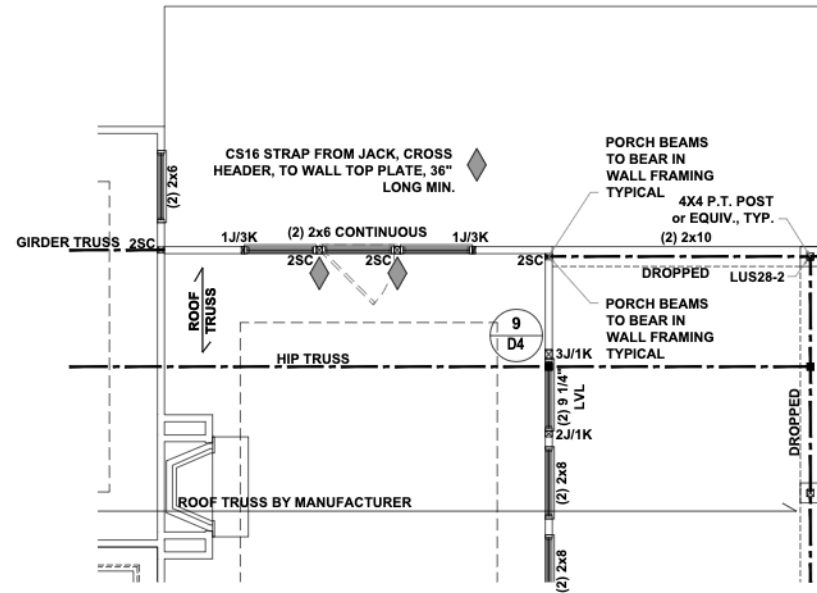 CS16 STRAP FROM JACK, CROSS
HEADER, TO WALL TOP PLATE, 36"
LONG MIN.
PORCH BEAMS
TO BEAR IN
WALL FRAMING
TYPICAL
4X4 P.T. POST
or EQUIV., TYP.
(2) 2x6
GIRDER TRUSS
2SC
1J/3K
(2) 2x6 CONTINUOUS
1J/3K
(2) 2x10
2SC
2SC
2SC
DROPPED
LUS28-2
ROOF
TRUSS
PORCH BEAMS
TO BEAR IN
WALL FRAMING
TYPICAL
9
D4
HIP TRUSS
3J/1K
(2) 9 1/4"
LVL
2J/1K
DROPPED
(2) 2x8
ROOF TRUSS BY MANUFACTURER
(2) 2x8